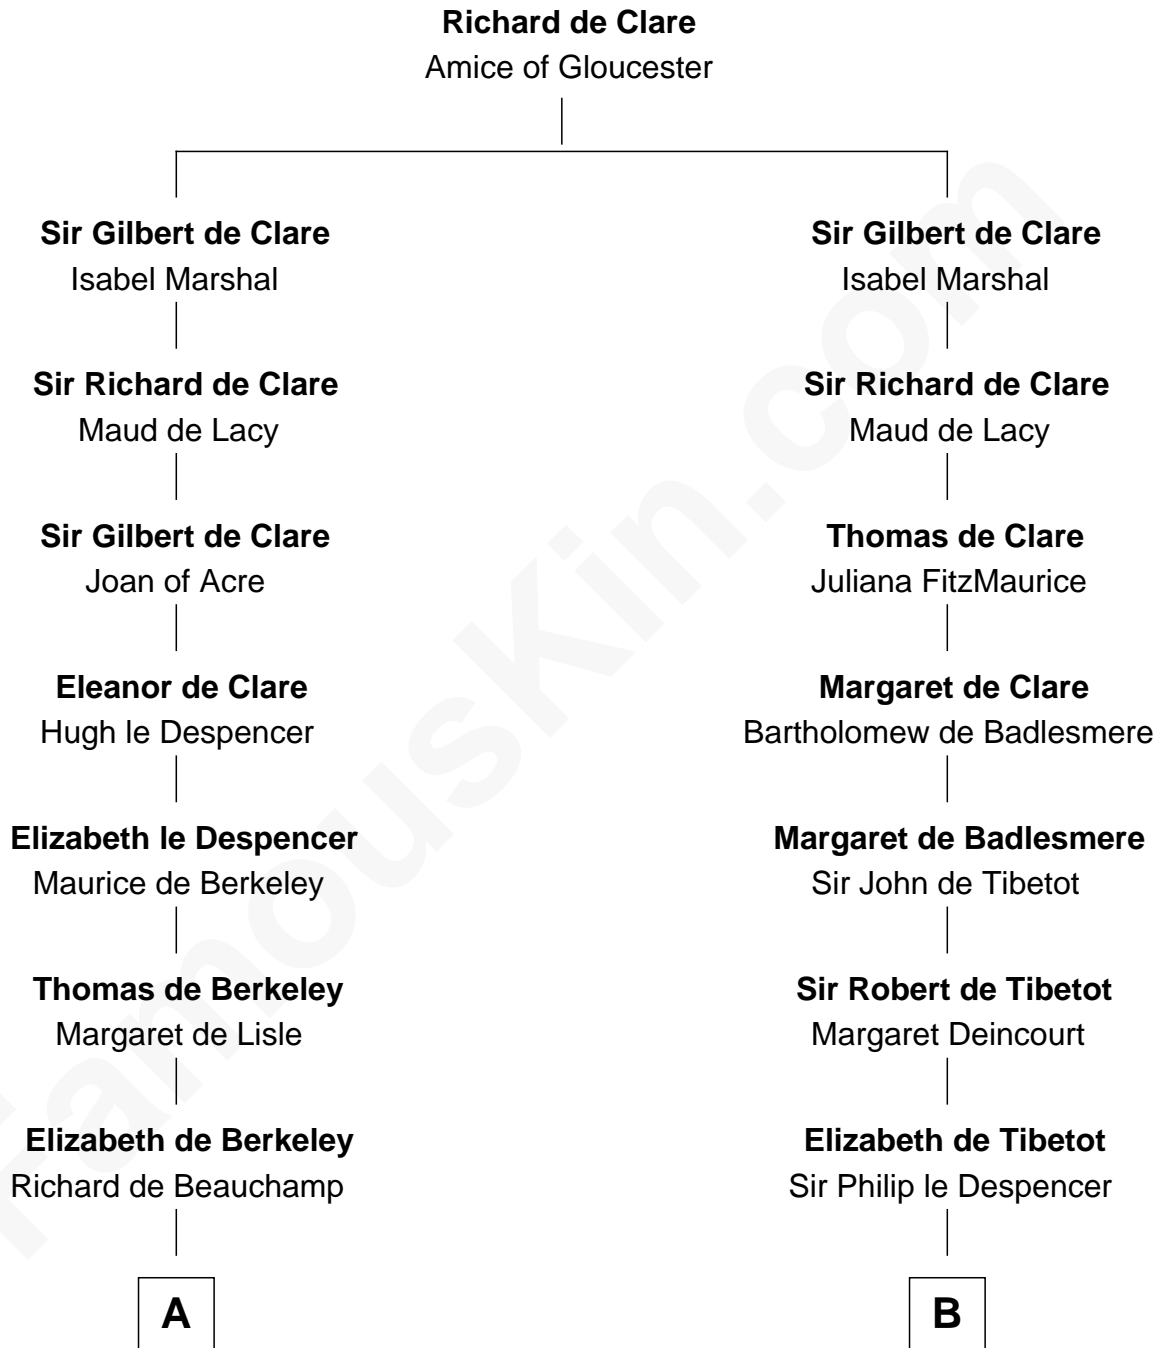 Richard de Clare
Amice of Gloucester
Sir Gilbert de Clare
Isabel Marshal
Sir Richard de Clare
Maud de Lacy
Sir Gilbert de Clare
Joan of Acre
Eleanor de Clare
Hugh le Despencer
Elizabeth le Despencer
Maurice de Berkeley
Thomas de Berkeley
Margaret de Lisle
Elizabeth de Berkeley
Richard de Beauchamp
A
Sir Gilbert de Clare
Isabel Marshal
Sir Richard de Clare
Maud de Lacy
Thomas de Clare
Juliana FitzMaurice
Margaret de Clare
Bartholomew de Badlesmere
Margaret de Badlesmere
Sir John de Tibetot
Sir Robert de Tibetot
Margaret Deincourt
Elizabeth de Tibetot
Sir Philip le Despencer
B
FamousKin.com